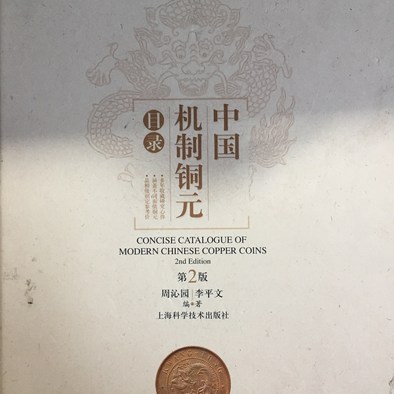 中国
机制铜元
目录
CONCISE CATALOGUE OF
MODERN CHINESE COPPER COINS
2nd Edition
第2版
周沁园 李平文
编·著
上海科学技术出版社